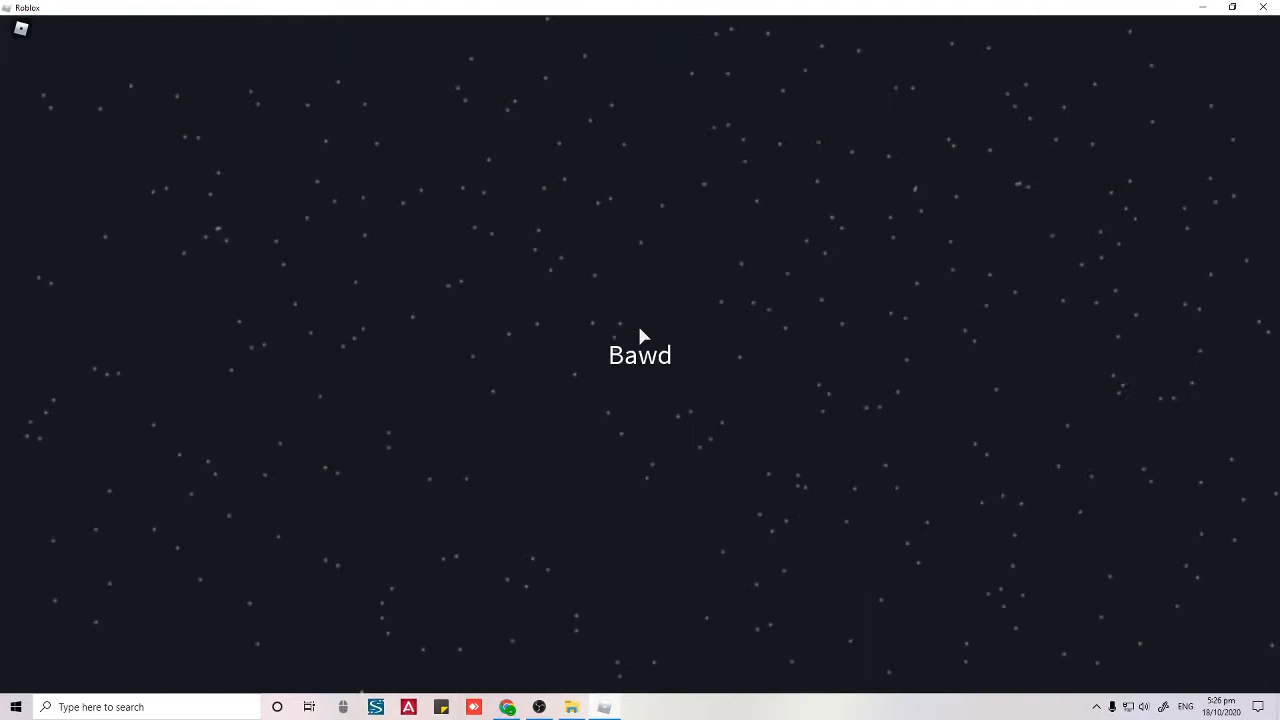 Roblox
Bawd
Type here to search
ENG
5:26 pm
18/10/2020